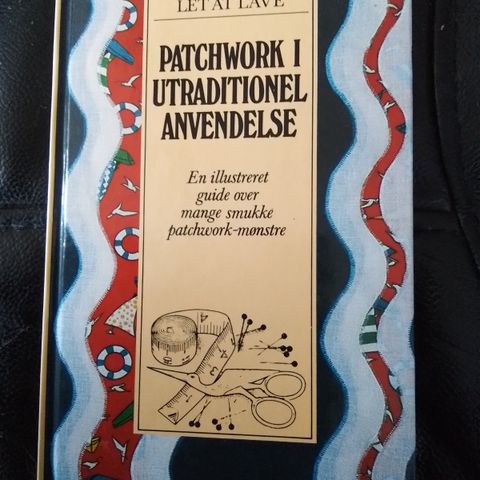 LET AT LAVE
PATCHWORK I
UTRADITIONEL
ANVENDELSE
En illustreret
guide over
mange smukke
patchwork-mønstre